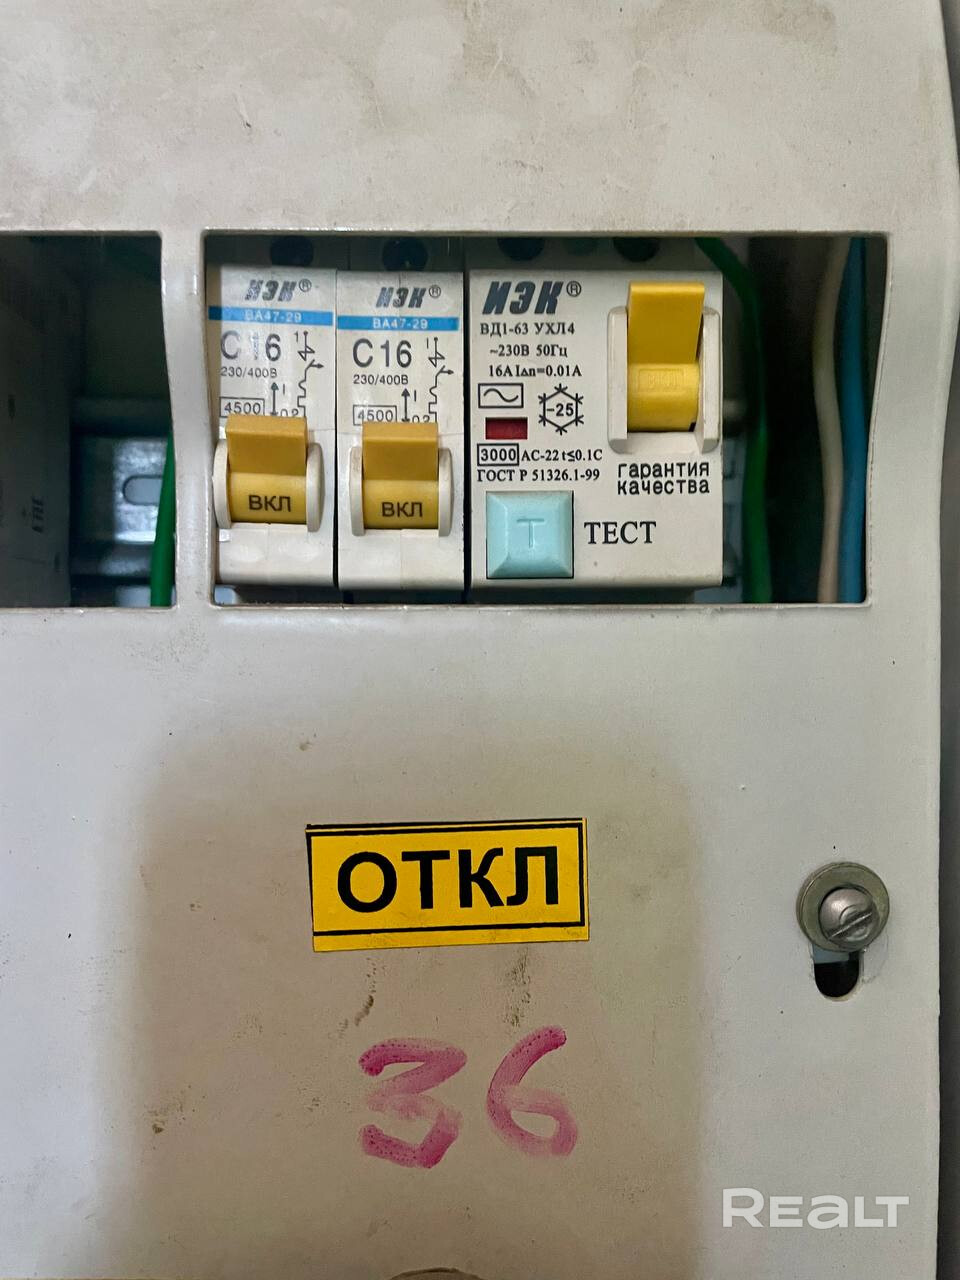 ИЭК®
ВА47-29
C16
230/400В
4500
ВКЛ
ИЭК®
ВА47-29
C16
230/400В
4500
ВКЛ
ИЭК®
ВД1-63 УХЛ4
~230В 50Гц
16А IΔn=0.01А
-25
3000 АС-22 t≤0.1С
ГОСТ Р 51326.1-99
ВКЛ
гарантия
качества
Т
ТЕСТ
ОТКЛ
36
REALT